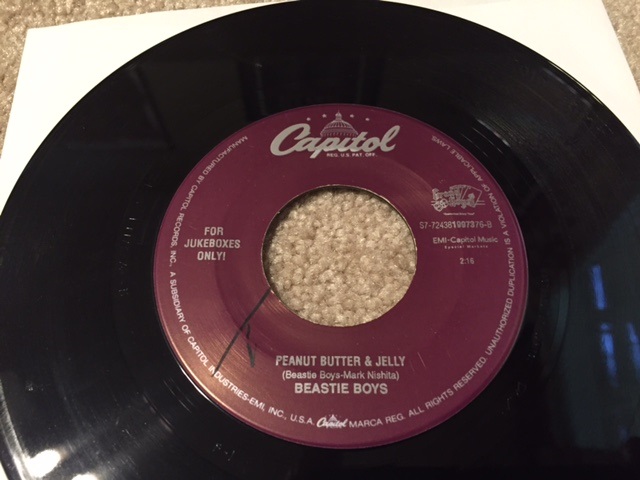 Capitol
REG. U.S. PAT. OFF.
FOR
JUKEBOXES
ONLY!
EMI-Capitol Music
Special Markets
2:16
PEANUT BUTTER & JELLY
(Beastie Boys-Mark Nishita)
BEASTIE BOYS
MANUFACTURED BY CAPITOL RECORDS, INC., A SUBSIDIARY OF CAPITOL INDUSTRIES-EMI, INC., U.S.A. Capitol MARCA REG. ALL RIGHTS RESERVED. UNAUTHORIZED DUPLICATION IS A VIOLATION OF APPLICABLE LAWS.